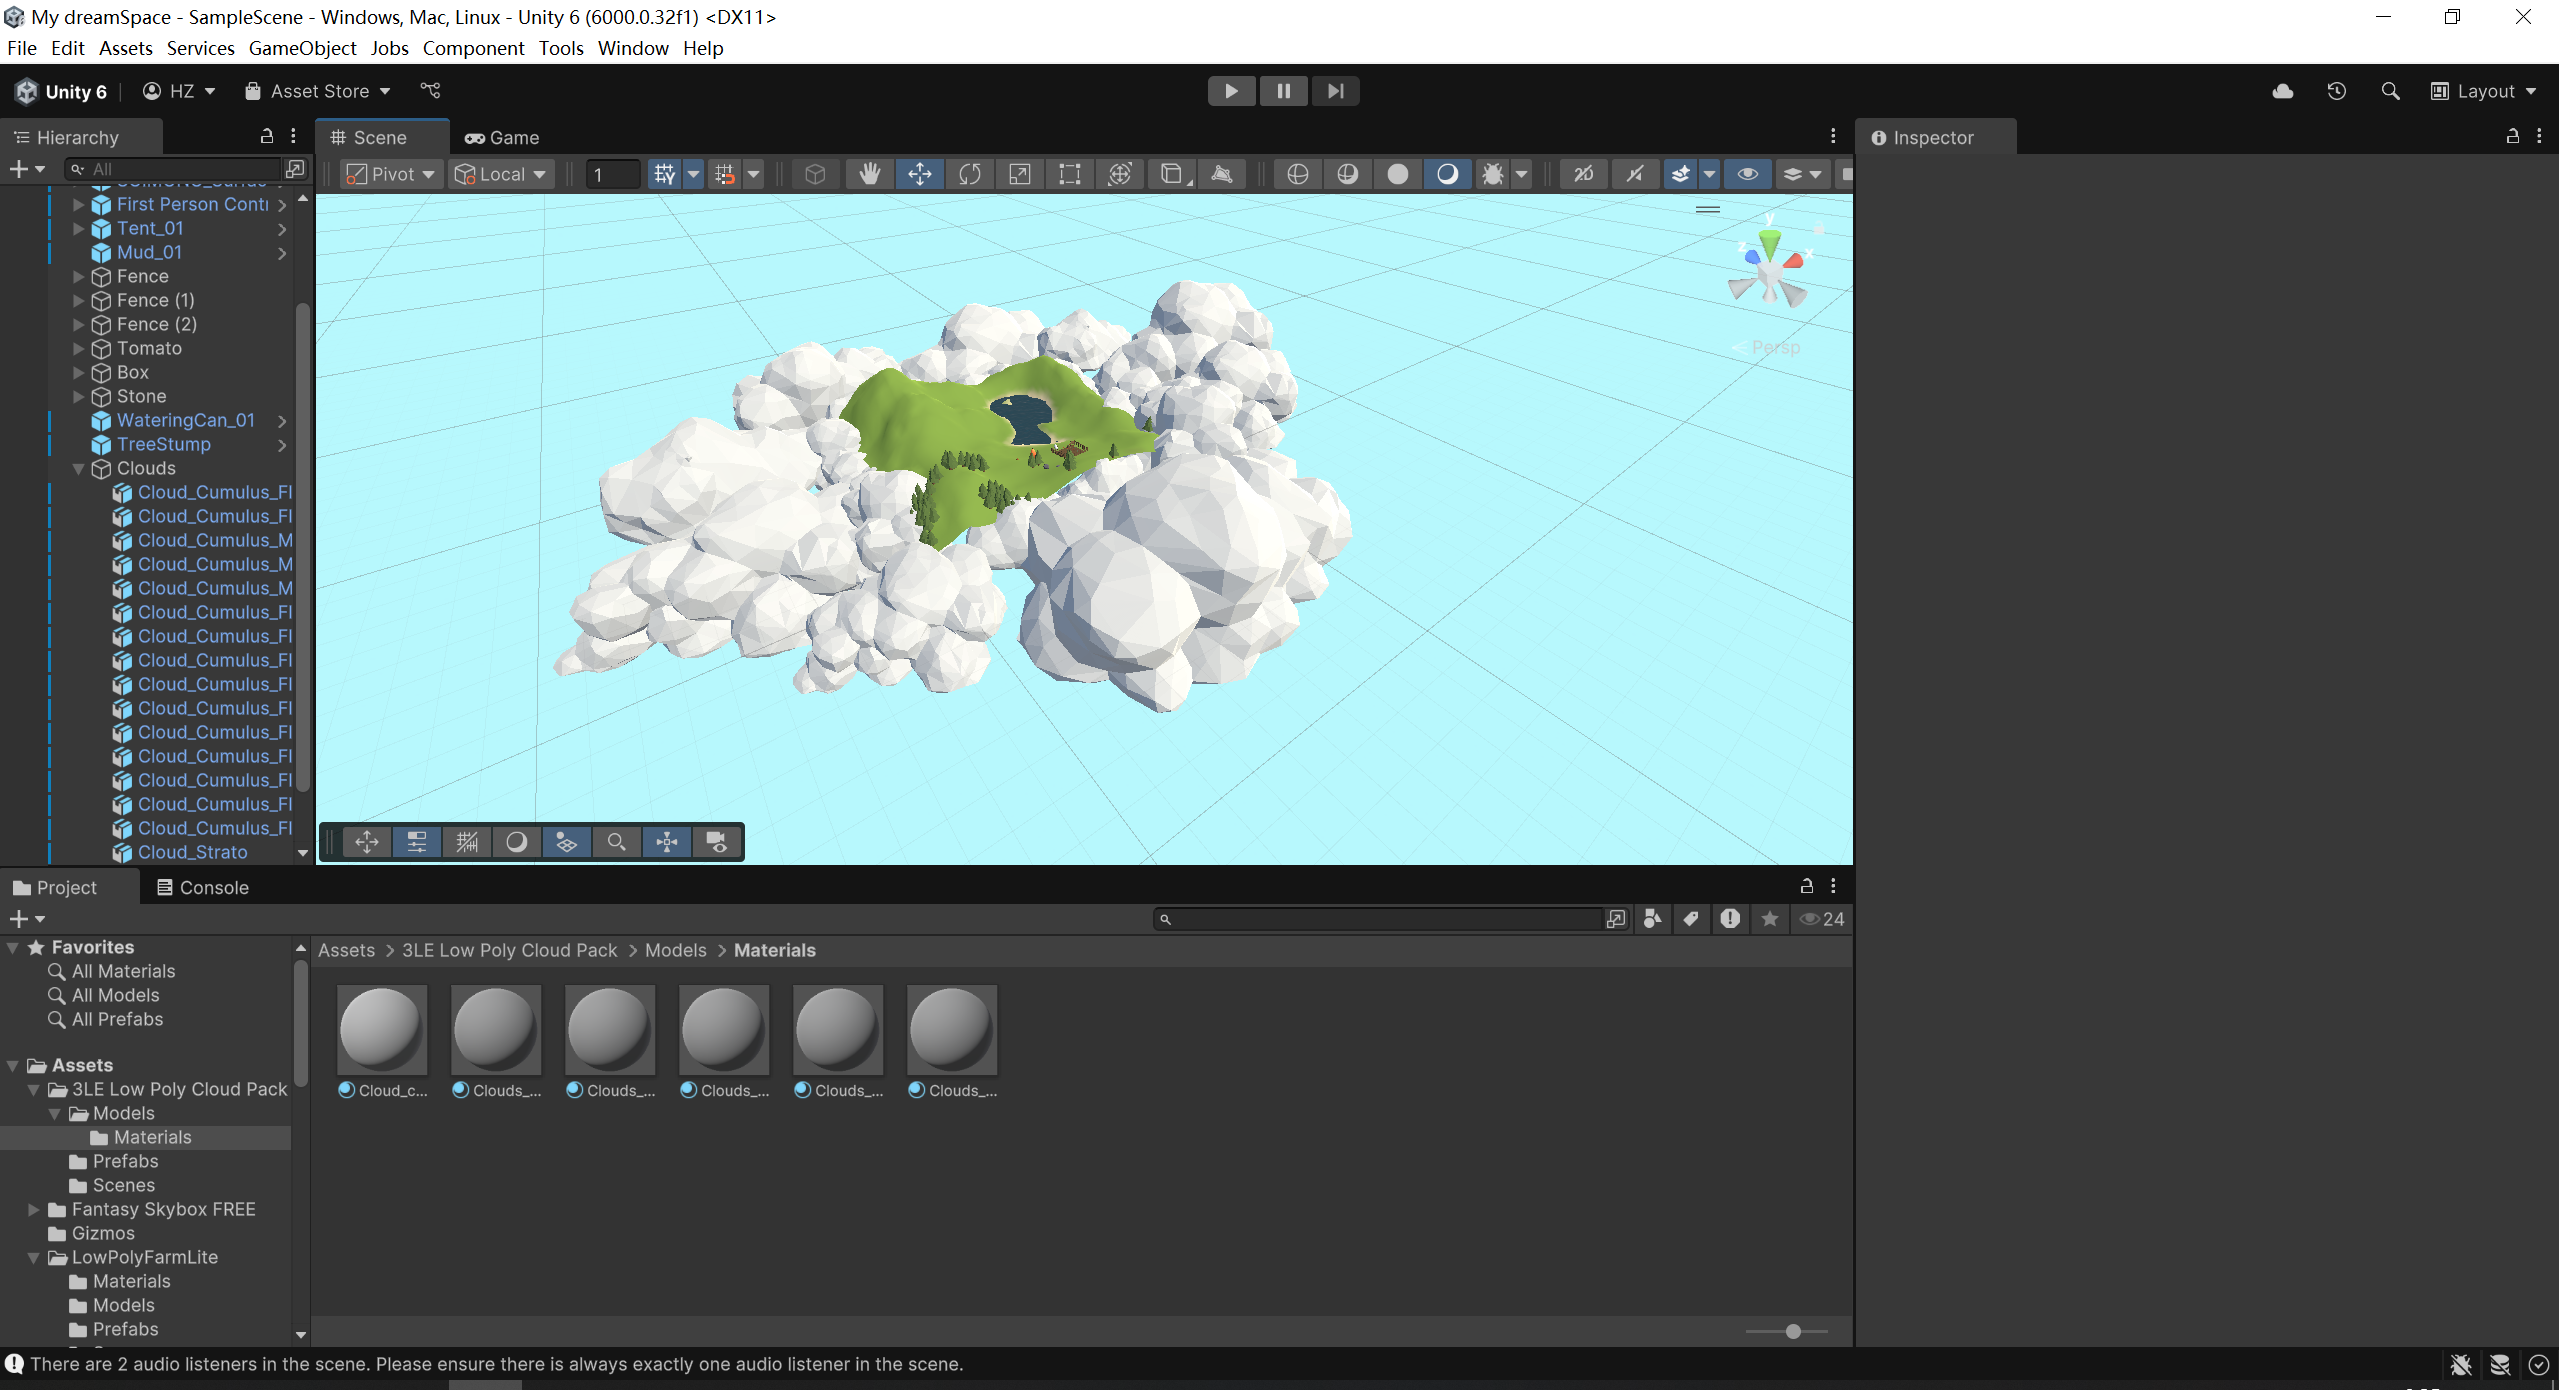 My dreamSpace - SampleScene - Windows, Mac, Linux - Unity 6 (6000.0.32f1) <DX11>
File Edit Assets Services GameObject Jobs Component Tools Window Help
Unity 6 HZ Asset Store Layout
Hierarchy
Scene Game
Inspector
All
Pivot Local 1 2D
First Person Conti
Tent_01
Mud_01
Fence
Fence (1)
Fence (2)
Tomato
Box
Stone
WateringCan_01
TreeStump
Clouds
Cloud_Cumulus_Fl
Cloud_Cumulus_Fl
Cloud_Cumulus_M
Cloud_Cumulus_M
Cloud_Cumulus_M
Cloud_Cumulus_Fl
Cloud_Cumulus_Fl
Cloud_Cumulus_Fl
Cloud_Cumulus_Fl
Cloud_Cumulus_Fl
Cloud_Cumulus_Fl
Cloud_Cumulus_Fl
Cloud_Cumulus_Fl
Cloud_Cumulus_Fl
Cloud_Cumulus_Fl
Cloud_Strato
y
z
x
< Persp
Project Console
24
Favorites
All Materials
All Models
All Prefabs
Assets
3LE Low Poly Cloud Pack
Models
Materials
Prefabs
Scenes
Fantasy Skybox FREE
Gizmos
LowPolyFarmLite
Materials
Models
Prefabs
Assets > 3LE Low Poly Cloud Pack > Models > Materials
Cloud_c... Clouds_... Clouds_... Clouds_... Clouds_... Clouds_...
There are 2 audio listeners in the scene. Please ensure there is always exactly one audio listener in the scene.